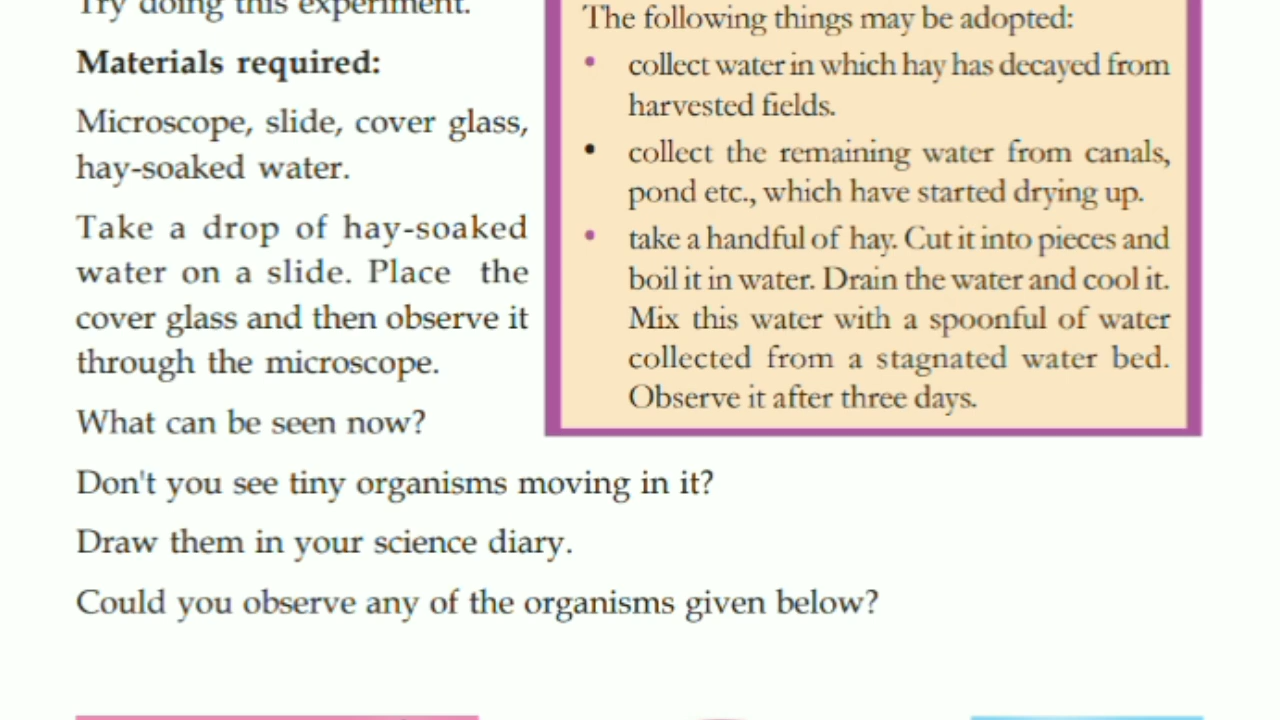 Try doing this experiment.
Materials required:
Microscope, slide, cover glass,
hay-soaked water.
Take a drop of hay-soaked
water on a slide. Place the
cover glass and then observe it
through the microscope.
What can be seen now?
The following things may be adopted:
• collect water in which hay has decayed from
harvested fields.
• collect the remaining water from canals,
pond etc., which have started drying up.
• take a handful of hay. Cut it into pieces and
boil it in water. Drain the water and cool it.
Mix this water with a spoonful of water
collected from a stagnated water bed.
Observe it after three days.
Don't you see tiny organisms moving in it?
Draw them in your science diary.
Could you observe any of the organisms given below?